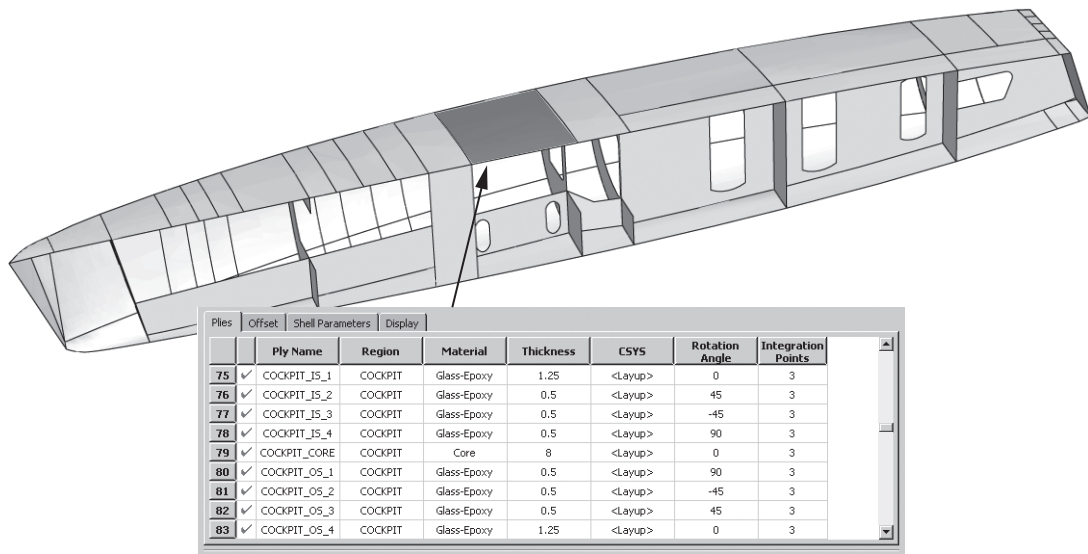 Plies Offset Shell Parameters Display
Ply Name Region Material Thickness CSYS Rotation Angle Integration Points
75 COCKPIT_IS_1 COCKPIT Glass-Epoxy 1.25 <Layup> 0 3
76 COCKPIT_IS_2 COCKPIT Glass-Epoxy 0.5 <Layup> 45 3
77 COCKPIT_IS_3 COCKPIT Glass-Epoxy 0.5 <Layup> -45 3
78 COCKPIT_IS_4 COCKPIT Glass-Epoxy 0.5 <Layup> 90 3
79 COCKPIT_CORE COCKPIT Core 8 <Layup> 0 3
80 COCKPIT_OS_1 COCKPIT Glass-Epoxy 0.5 <Layup> 90 3
81 COCKPIT_OS_2 COCKPIT Glass-Epoxy 0.5 <Layup> -45 3
82 COCKPIT_OS_3 COCKPIT Glass-Epoxy 0.5 <Layup> 45 3
83 COCKPIT_OS_4 COCKPIT Glass-Epoxy 1.25 <Layup> 0 3